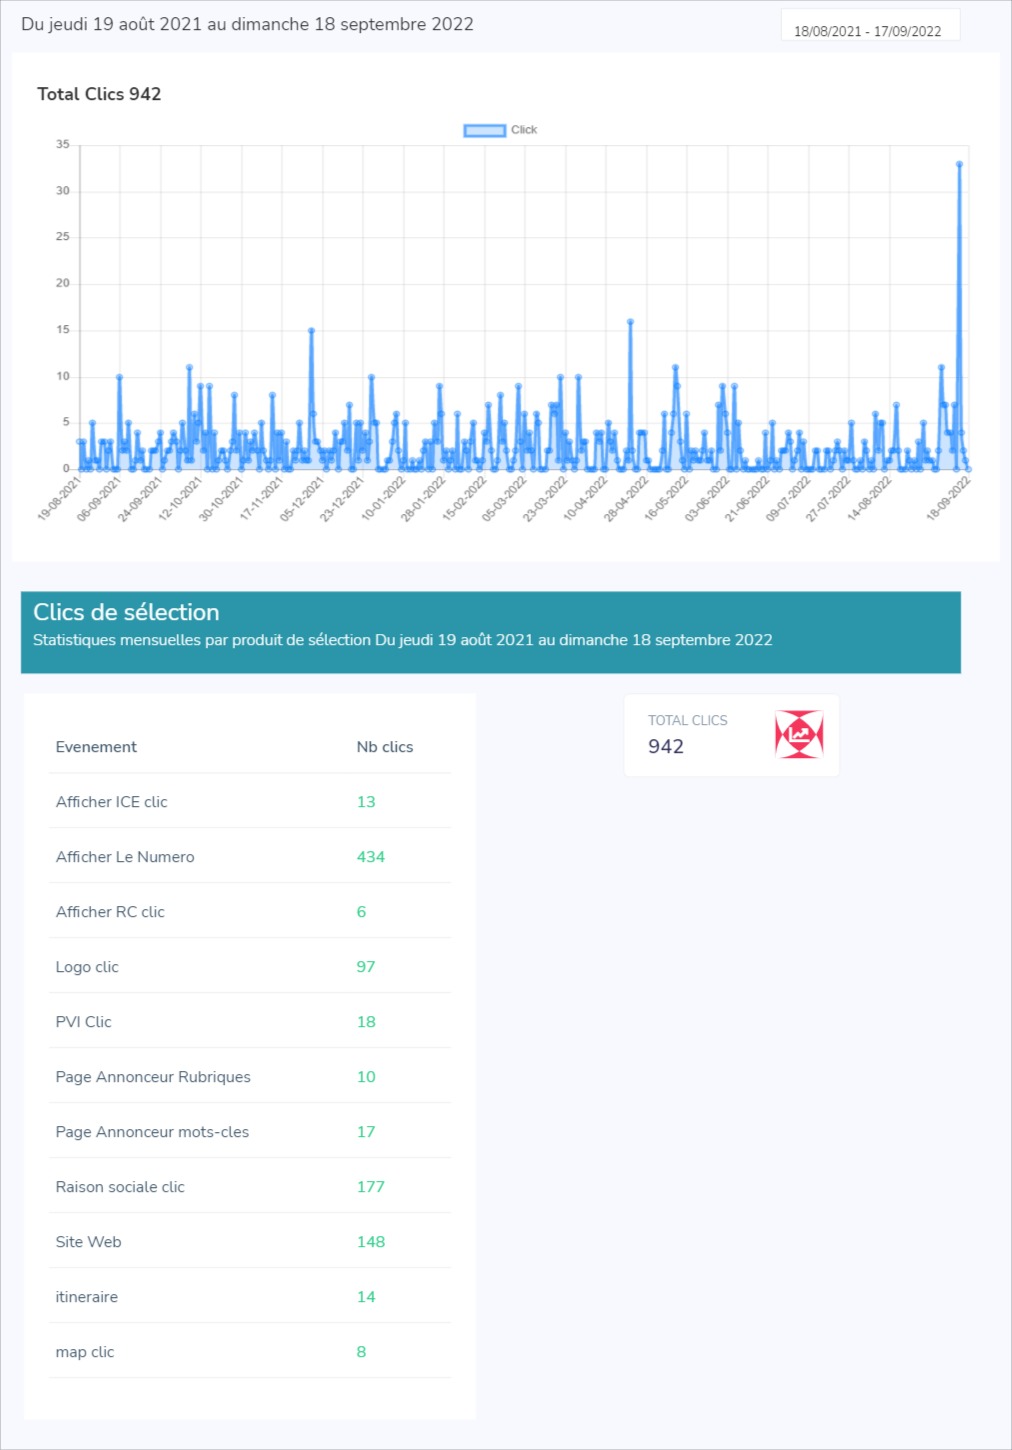 Du jeudi 19 août 2021 au dimanche 18 septembre 2022
18/08/2021 - 17/09/2022
Total Clics 942
Click
35
30
25
20
15
10
5
0
19-08-2021
06-09-2021
24-09-2021
12-10-2021
30-10-2021
17-11-2021
05-12-2021
23-12-2021
10-01-2022
28-01-2022
15-02-2022
05-03-2022
23-03-2022
10-04-2022
28-04-2022
16-05-2022
03-06-2022
21-06-2022
09-07-2022
27-07-2022
14-08-2022
18-09-2022
Clics de sélection
Statistiques mensuelles par produit de sélection Du jeudi 19 août 2021 au dimanche 18 septembre 2022
TOTAL CLICS
942
Evenement Nb clics
Afficher ICE clic 13
Afficher Le Numero 434
Afficher RC clic 6
Logo clic 97
PVI Clic 18
Page Annonceur Rubriques 10
Page Annonceur mots-cles 17
Raison sociale clic 177
Site Web 148
itineraire 14
map clic 8